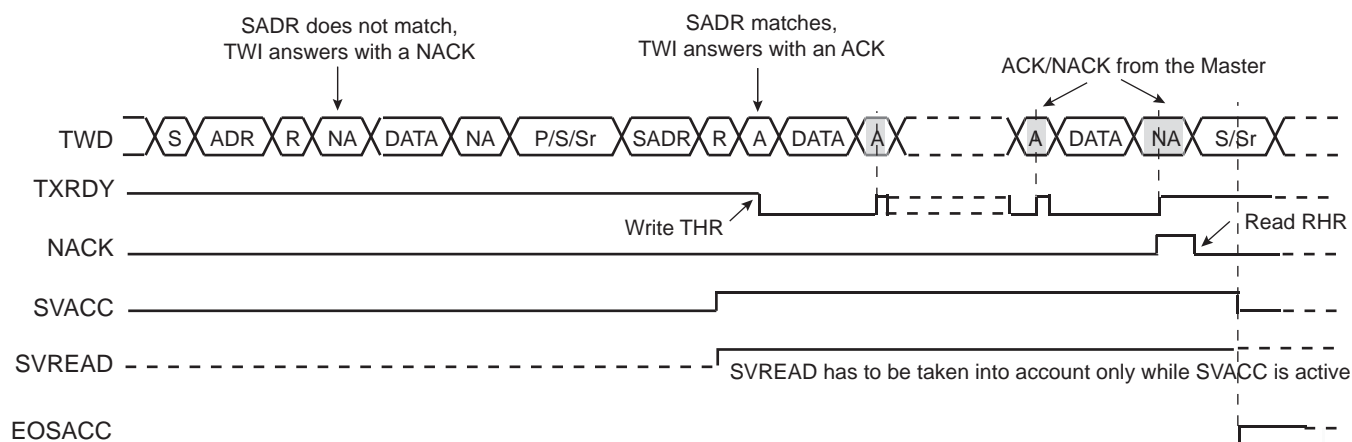 SADR does not match,
TWI answers with a NACK
SADR matches,
TWI answers with an ACK
ACK/NACK from the Master
TWD S ADR R NA DATA NA P/S/Sr SADR R A DATA A A DATA NA S/Sr
TXRDY
Write THR
NACK
Read RHR
SVACC
SVREAD
SVREAD has to be taken into account only while SVACC is active
EOSACC